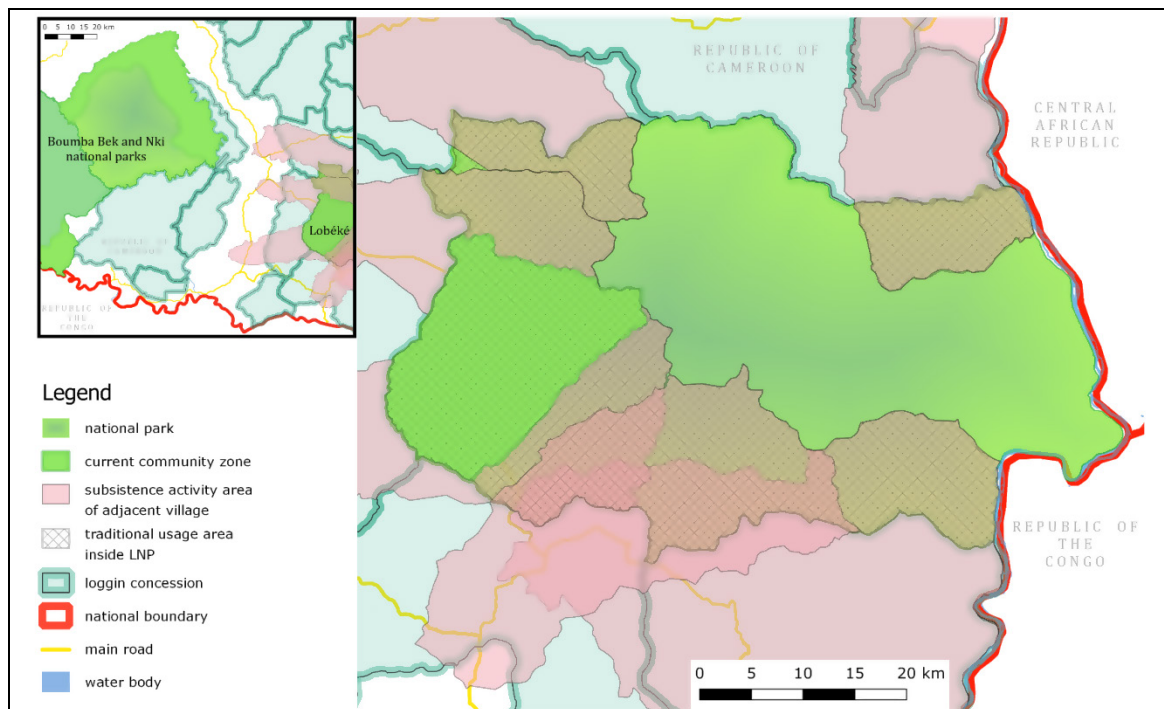 0 5 10 15 20 km
Boumba Bek and Nki
national parks
Lobéké
REPUBLIC OF
CAMEROON
REPUBLIC OF
THE
CONGO
REPUBLIC OF
CAMEROON
CENTRAL
AFRICAN
REPUBLIC
REPUBLIC OF
THE
CONGO
Legend
national park
current community zone
subsistence activity area
of adjacent village
traditional usage area
inside LNP
loggin concession
national boundary
main road
water body
0 5 10 15 20 km